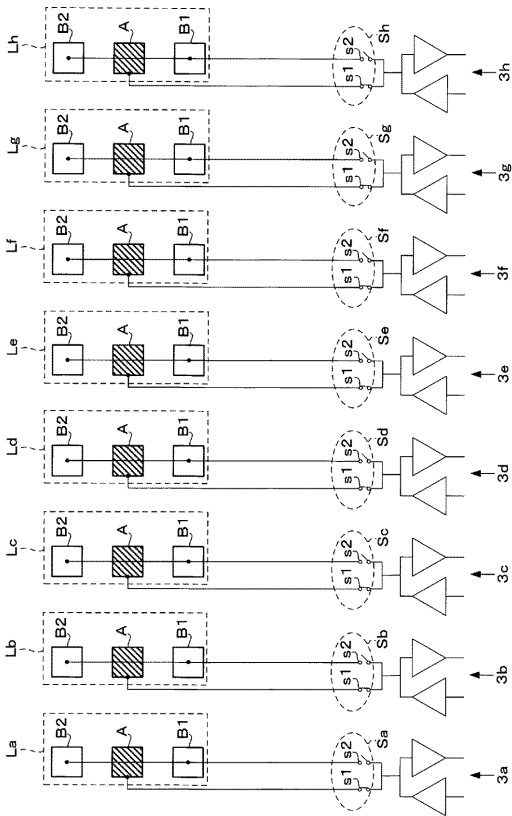 Lh
B2
A
B1
Sh
s1
s2
3h
Lg
B2
A
B1
Sg
s1
s2
3g
Lf
B2
A
B1
Sf
s1
s2
3f
Le
B2
A
B1
Se
s1
s2
3e
Ld
B2
A
B1
Sd
s1
s2
3d
Lc
B2
A
B1
Sc
s1
s2
3c
Lb
B2
A
B1
Sb
s1
s2
3b
La
B2
A
B1
Sa
s1
s2
3a